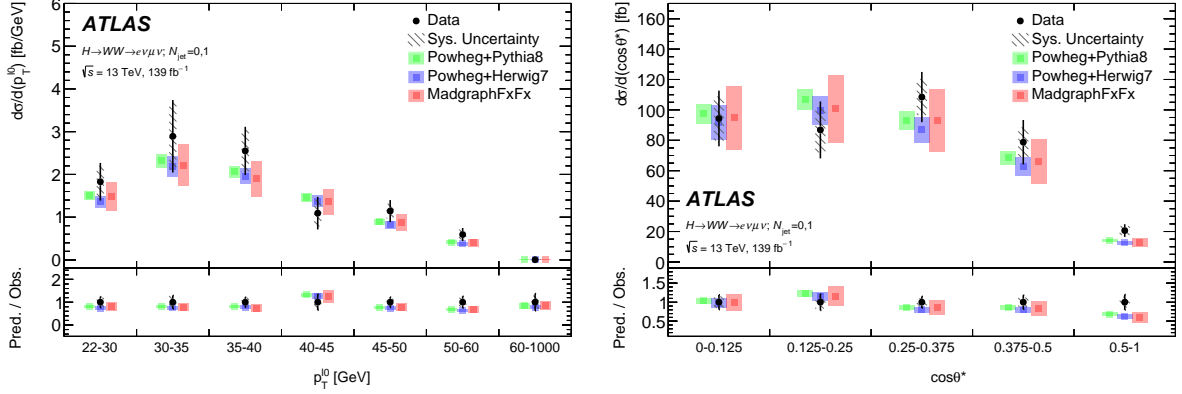 dσ/d(p_T^l0) [fb/GeV]
6
5
4
3
2
1
0
ATLAS
H→WW→eνμν; N_jet=0,1
√s = 13 TeV, 139 fb⁻¹
Data
Sys. Uncertainty
Powheg+Pythia8
Powheg+Herwig7
MadgraphFxFx
Pred. / Obs.
2
1
0
22-30 30-35 35-40 40-45 45-50 50-60 60-1000
p_T^l0 [GeV]
dσ/d(cosθ*) [fb]
160
140
120
100
80
60
40
20
0
Data
Sys. Uncertainty
Powheg+Pythia8
Powheg+Herwig7
MadgraphFxFx
ATLAS
H→WW→eνμν; N_jet=0,1
√s = 13 TeV, 139 fb⁻¹
Pred. / Obs.
1.5
1
0.5
0-0.125 0.125-0.25 0.25-0.375 0.375-0.5 0.5-1
cosθ*